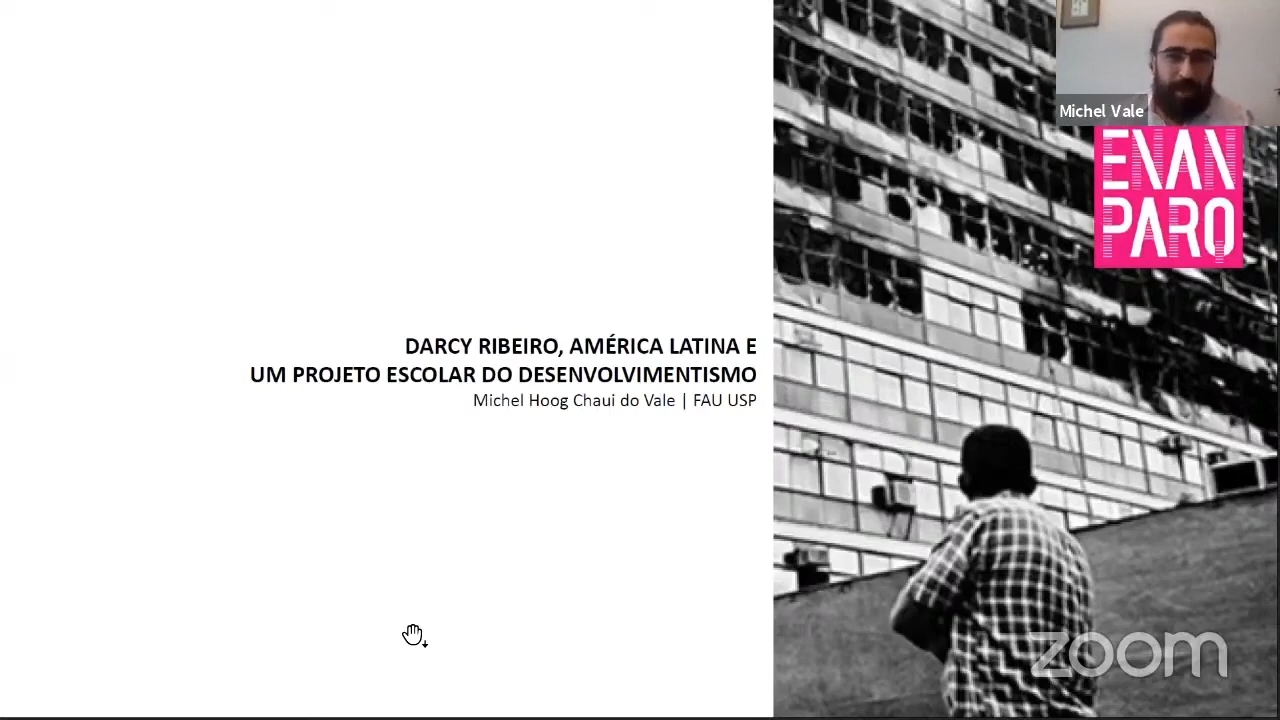 DARCY RIBEIRO, AMÉRICA LATINA E
UM PROJETO ESCOLAR DO DESENVOLVIMENTISMO
Michel Hoog Chaui do Vale | FAU USP
Michel Vale
ENAN
PARQ
zoom